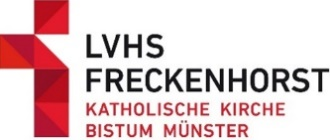 LVHS
FRECKENHORST
KATHOLISCHE KIRCHE
BISTUM MÜNSTER